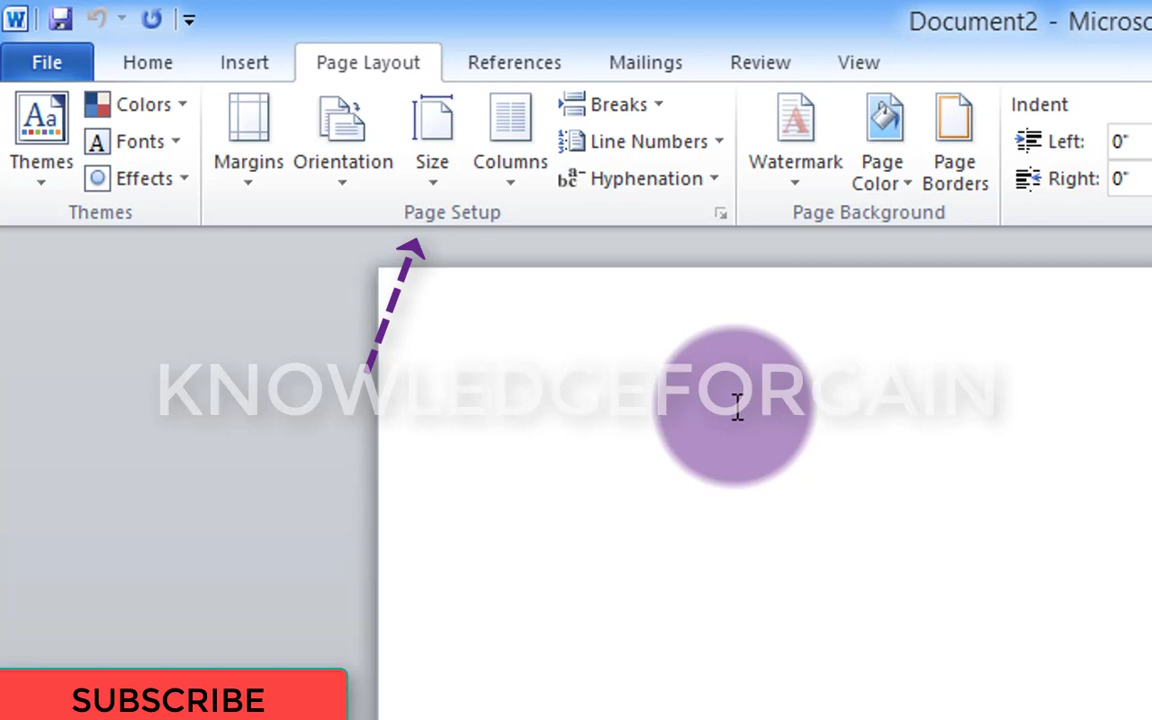 Document2 - Microso
File Home Insert Page Layout References Mailings Review View
Aa Themes
Colors
A Fonts
Effects
Themes
Margins Orientation Size Columns
Breaks
Line Numbers
Hyphenation
Page Setup
Watermark Page Color Page Borders
Page Background
Indent
Left: 0"
Right: 0"
KNOWLEDGEFORGAIN
SUBSCRIBE